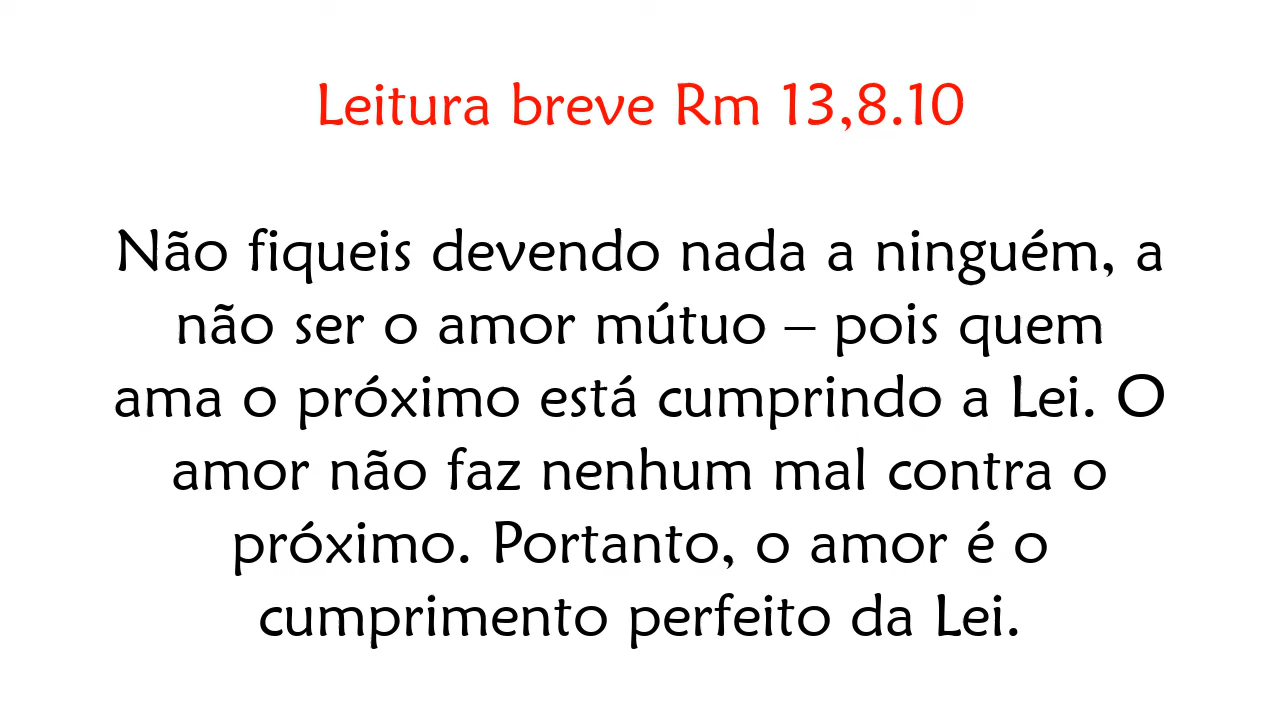 Leitura breve Rm 13,8.10
Não fiqueis devendo nada a ninguém, a
não ser o amor mútuo – pois quem
ama o próximo está cumprindo a Lei. O
amor não faz nenhum mal contra o
próximo. Portanto, o amor é o
cumprimento perfeito da Lei.